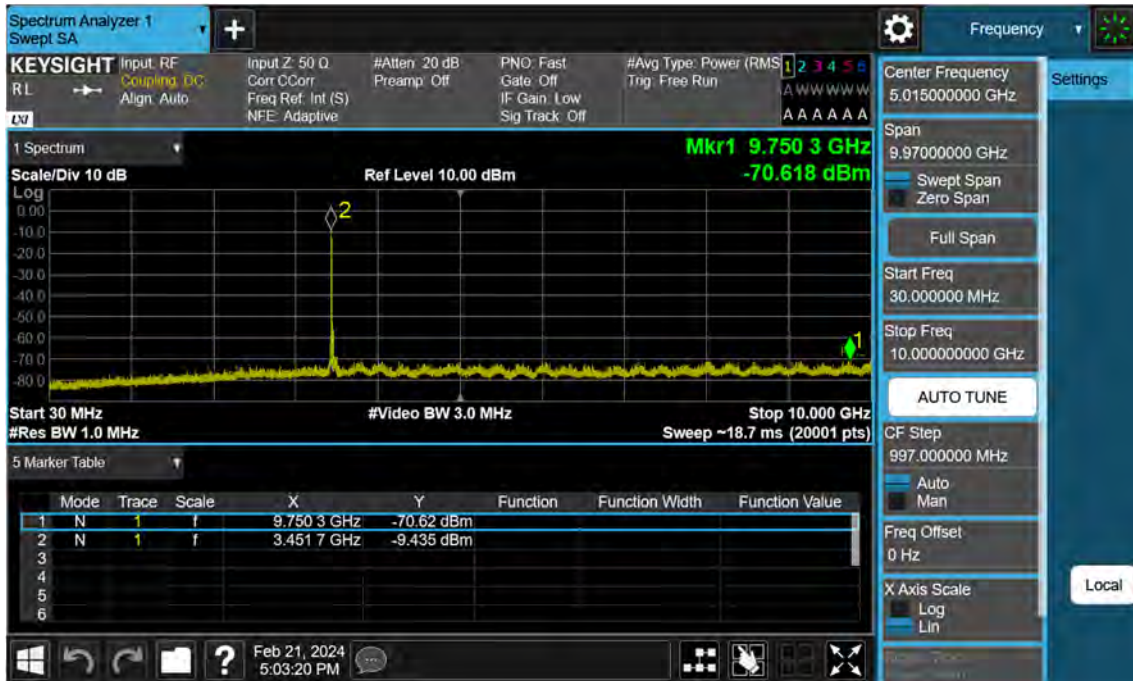 Spectrum Analyzer 1
Swept SA
Frequency
KEYSIGHT
RL
LXI
Input: RF
Coupling: DC
Align: Auto
Input Z: 50 Ω
Corr CCorr
Freq Ref: Int (S)
NFE: Adaptive
#Atten: 20 dB
Preamp: Off
PNO: Fast
Gate: Off
IF Gain: Low
Sig Track: Off
#Avg Type: Power (RMS
Trig: Free Run
1 2 3 4 5 6
A W W W W W
A A A A A A
1 Spectrum
Scale/Div 10 dB
Ref Level 10.00 dBm
Mkr1 9.750 3 GHz
-70.618 dBm
Log
0.00
-10.0
-20.0
-30.0
-40.0
-50.0
-60.0
-70.0
-80.0
2
1
Start 30 MHz
#Video BW 3.0 MHz
Stop 10.000 GHz
#Res BW 1.0 MHz
Sweep ~18.7 ms (20001 pts)
5 Marker Table
Mode Trace Scale X Y Function Function Width Function Value
1 N 1 f 9.750 3 GHz -70.62 dBm
2 N 1 f 3.451 7 GHz -9.435 dBm
3
4
5
6
Feb 21, 2024
5:03:20 PM
Center Frequency
5.015000000 GHz
Span
9.97000000 GHz
Swept Span
Zero Span
Full Span
Start Freq
30.000000 MHz
Stop Freq
10.000000000 GHz
AUTO TUNE
CF Step
997.000000 MHz
Auto
Man
Freq Offset
0 Hz
X Axis Scale
Log
Lin
Settings
Local